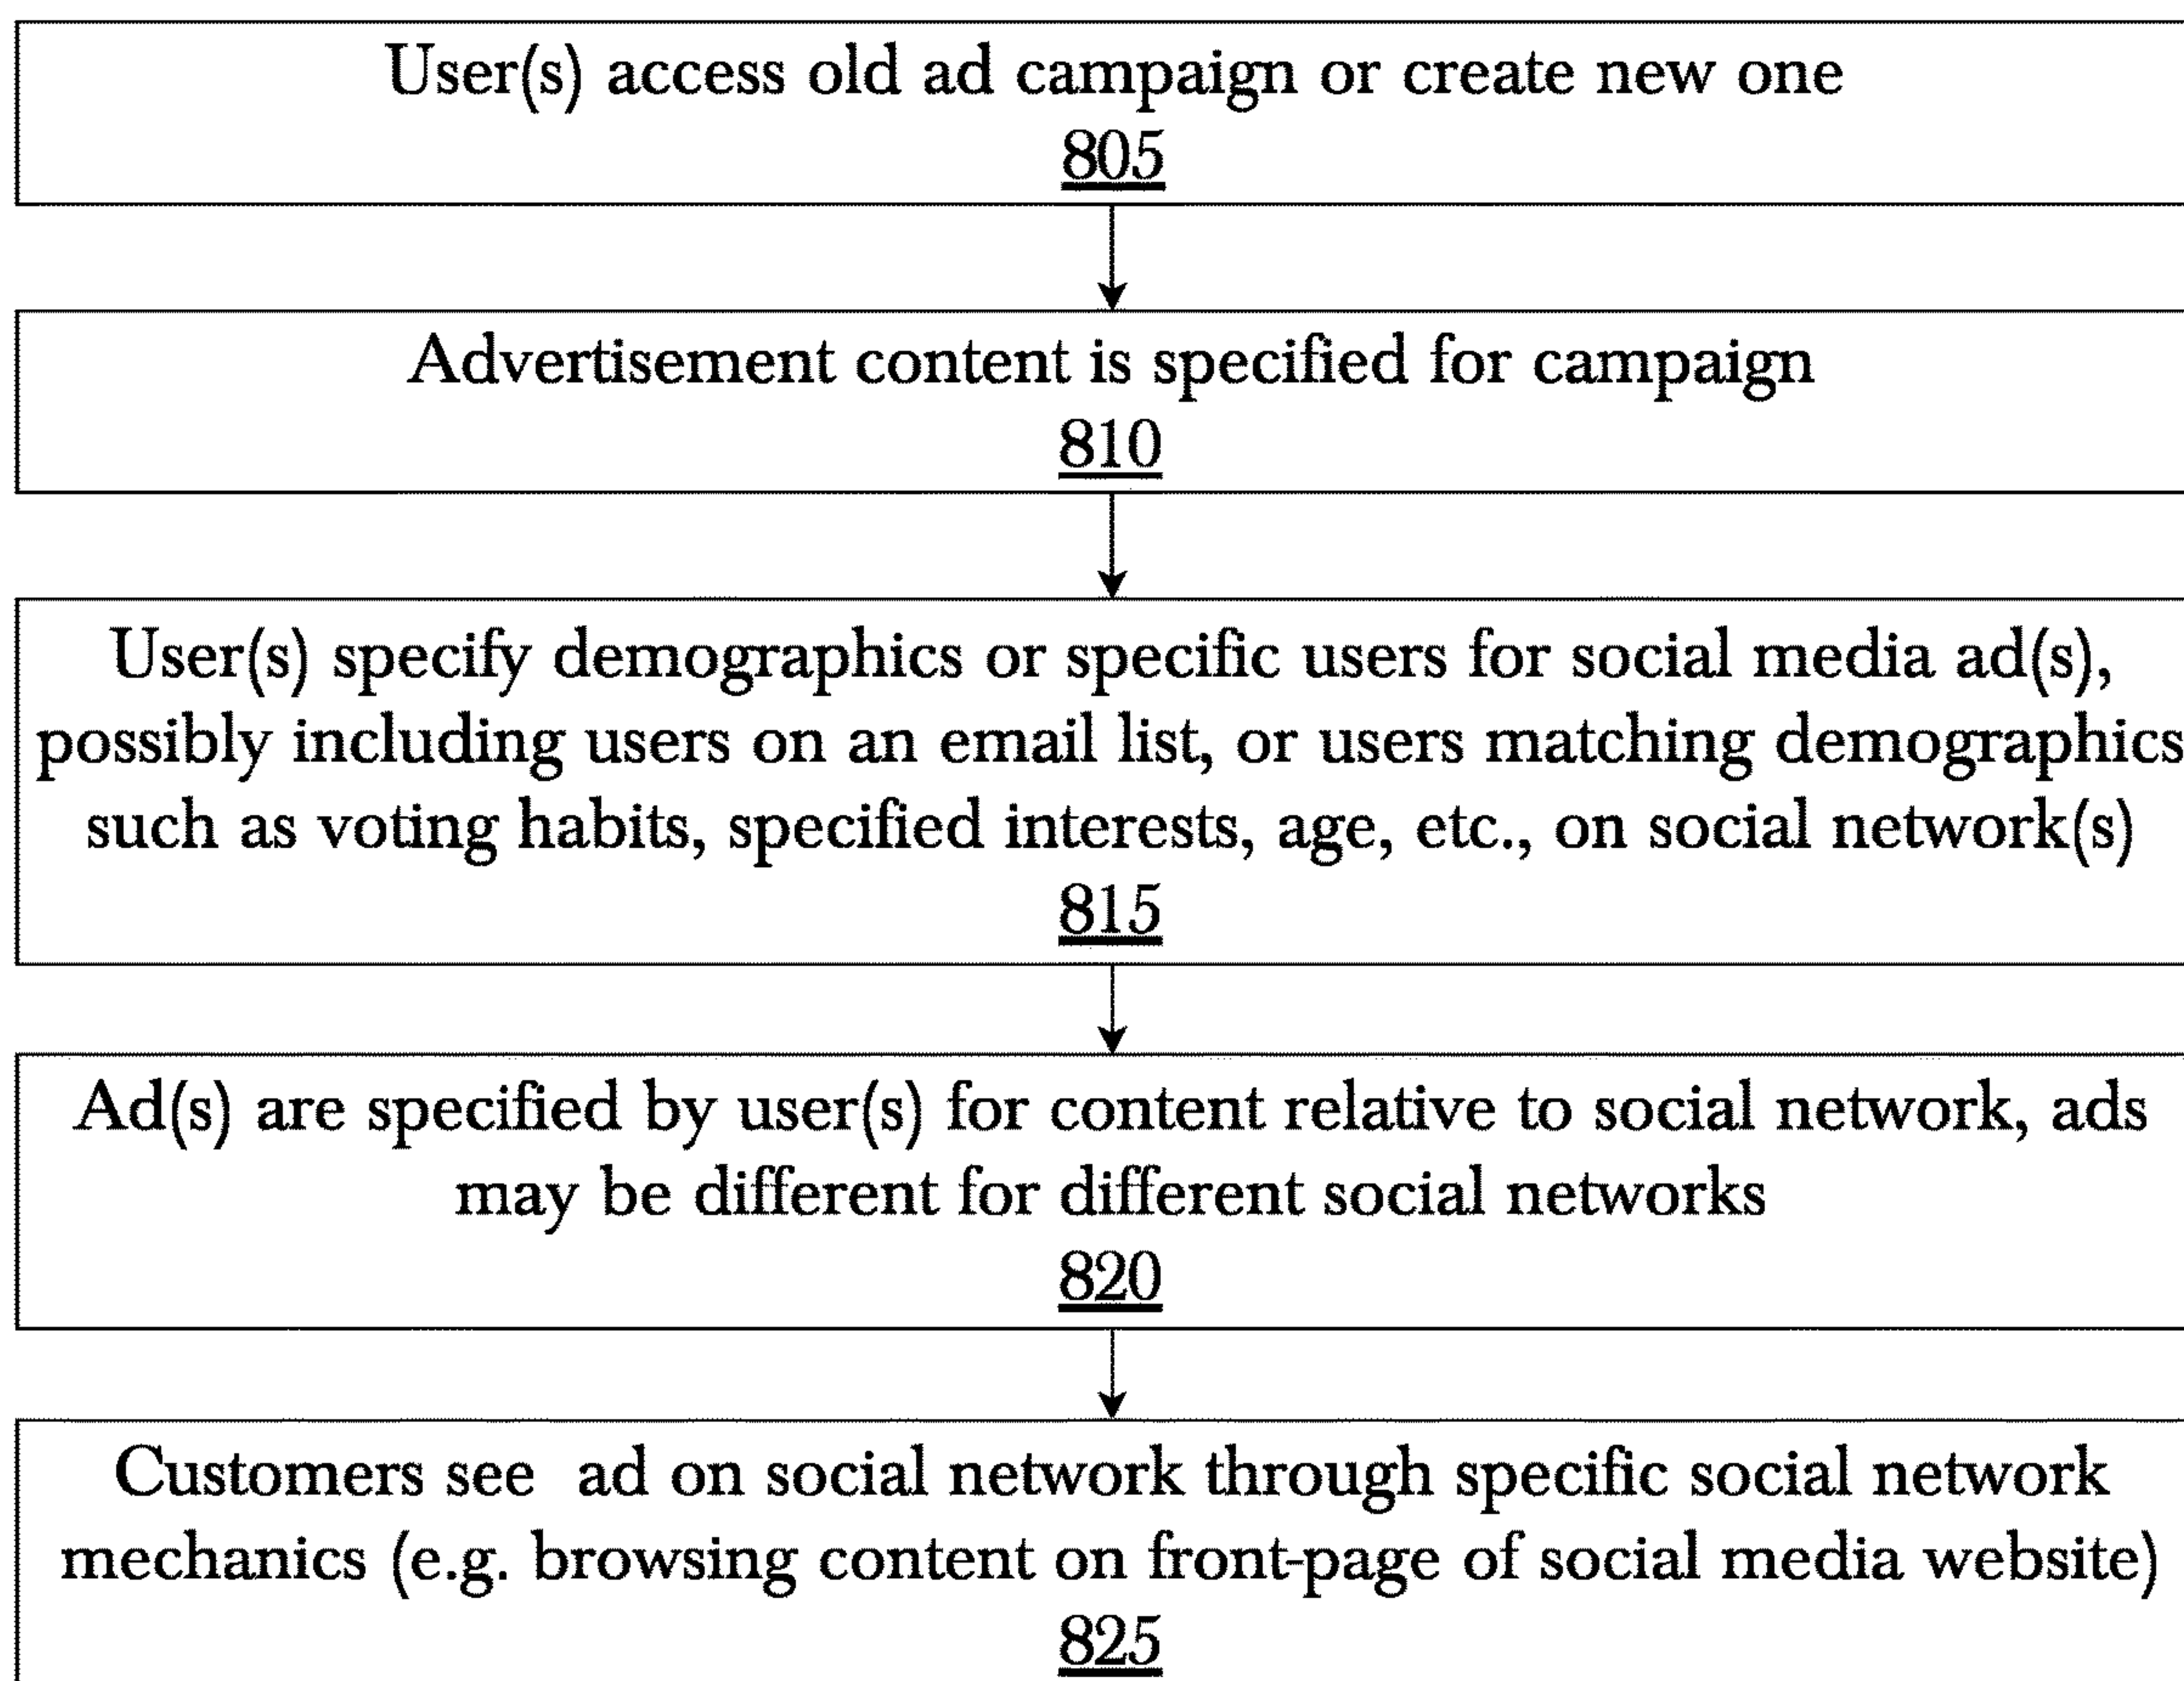 User(s) access old ad campaign or create new one
805
Advertisement content is specified for campaign
810
User(s) specify demographics or specific users for social media ad(s),
possibly including users on an email list, or users matching demographics
such as voting habits, specified interests, age, etc., on social network(s)
815
Ad(s) are specified by user(s) for content relative to social network, ads
may be different for different social networks
820
Customers see ad on social network through specific social network
mechanics (e.g. browsing content on front-page of social media website)
825